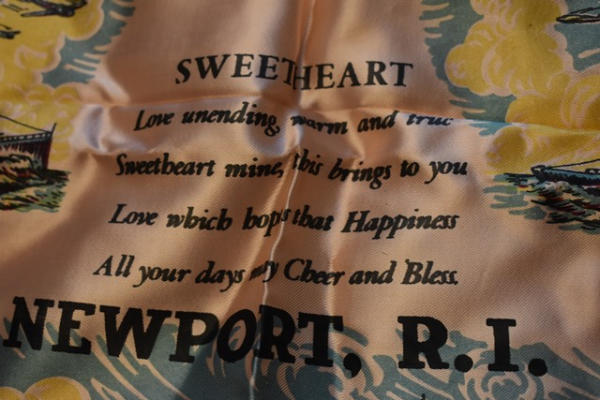 SWEETHEART
Love unending, warm and true
Sweetheart mine, this brings to you
Love which hopes that Happiness
All your days may Cheer and Bless.
NEWPORT, R.I.